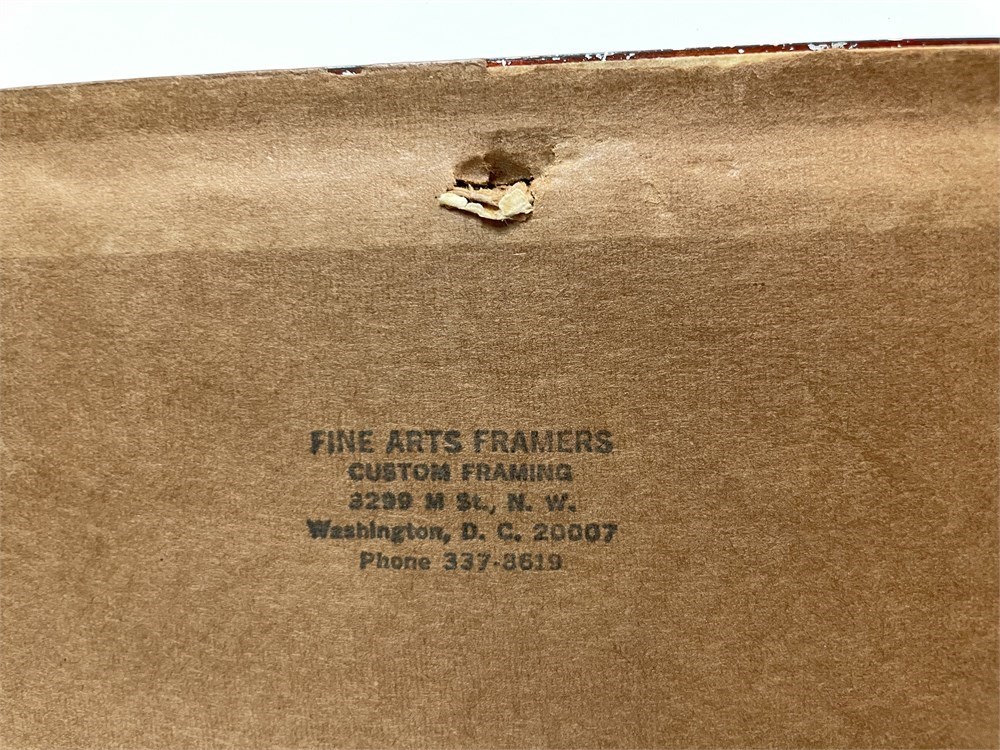 FINE ARTS FRAMERS
CUSTOM FRAMING
3299 M St., N. W.
Washington, D. C. 20007
Phone 337-3619